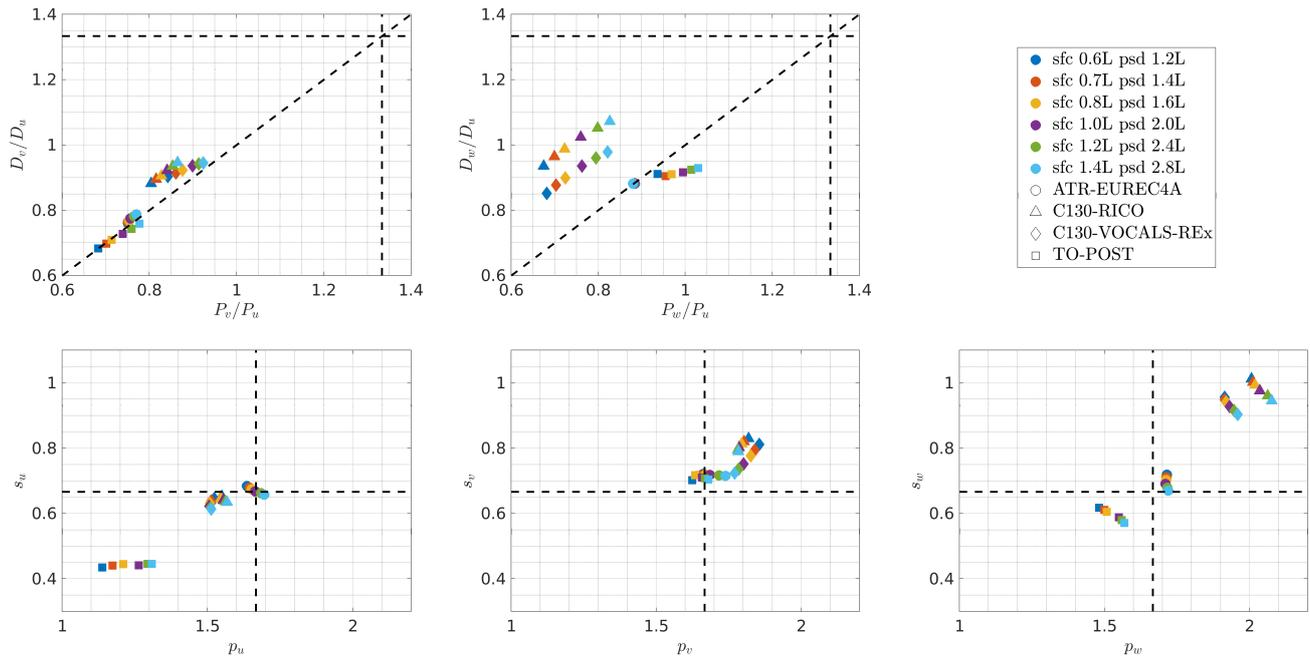 1.4
1.2
1
0.8
0.6
0.6
0.8
1
1.2
1.4
D_v/D_u
P_v/P_u
1.4
1.2
1
0.8
0.6
0.6
0.8
1
1.2
1.4
D_w/D_u
P_w/P_u
sfc 0.6L psd 1.2L
sfc 0.7L psd 1.4L
sfc 0.8L psd 1.6L
sfc 1.0L psd 2.0L
sfc 1.2L psd 2.4L
sfc 1.4L psd 2.8L
ATR-EUREC4A
C130-RICO
C130-VOCALS-REx
TO-POST
1
0.8
0.6
0.4
1
1.5
2
s_u
p_u
1
0.8
0.6
0.4
1
1.5
2
s_v
p_v
1
0.8
0.6
0.4
1
1.5
2
s_w
p_w